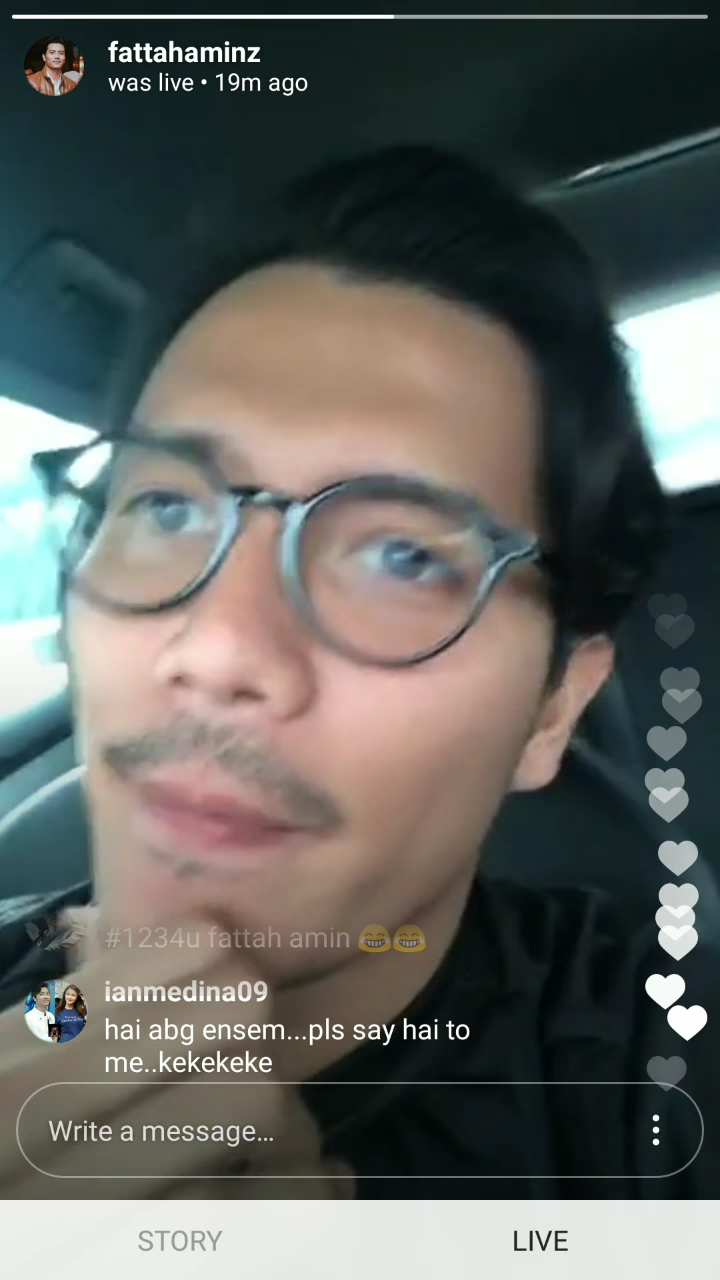 fattahaminz
was live • 19m ago
#1234u fattah amin 😂😂
ianmedina09
hai abg ensem...pls say hai to
me..kekekeke
Write a message...
STORY
LIVE